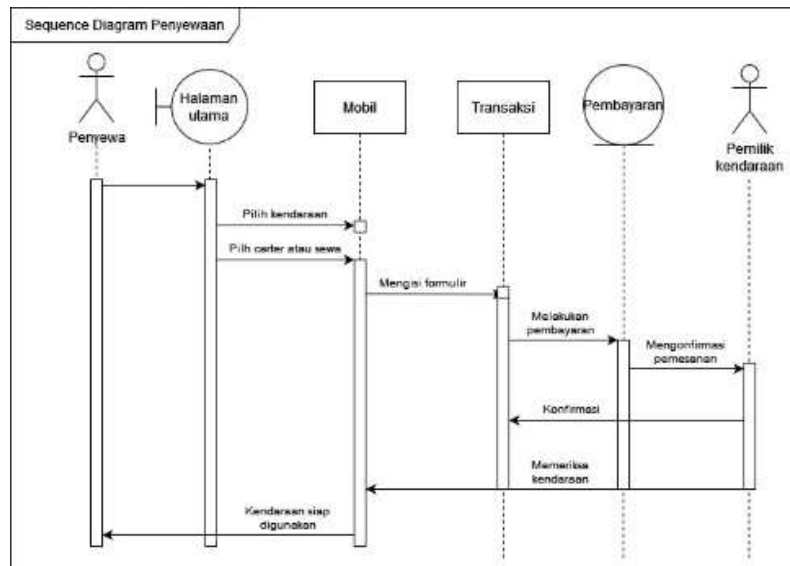 Sequence Diagram Penyewaan
Penyewa
Halaman
utama
Mobil
Transaksi
Pembayaran
Pemilik
kendaraan
Pilih kendaraan
Pilh carter atau sewa
Mengisi formulir
Melakukan
pembayaran
Mengonfirmasi
pemesanan
Konfirmasi
Memeriksa
kendaraan
Kendaraan siap
digunakan